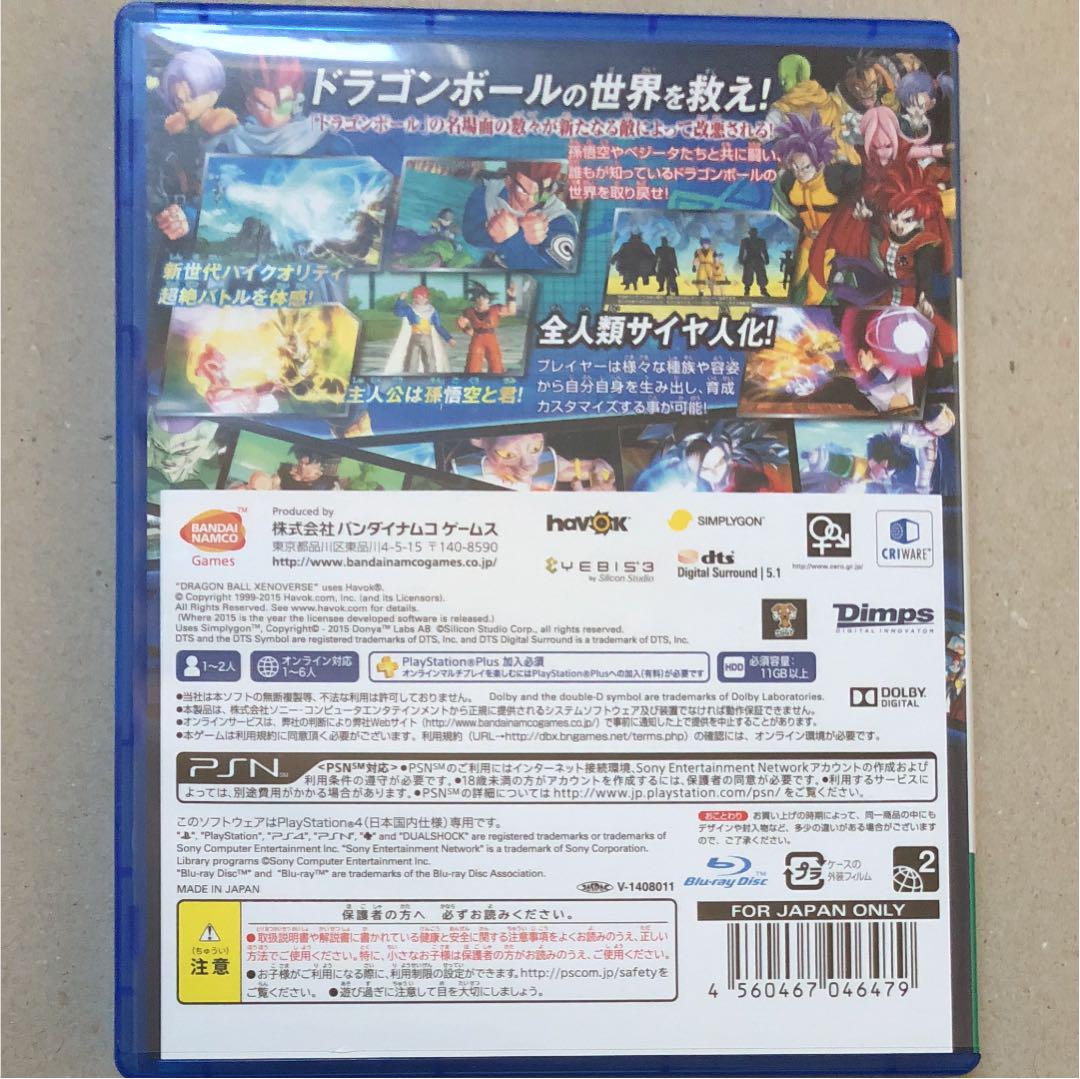 ドラゴンボールの世界を救え!
「ドラゴンボール」の名場面の数々が新たなる敵によって改悪される!
孫悟空やベジータたちと共に闘い、
誰もが知っているドラゴンボールの
世界を取り戻せ!
新世代ハイクオリティ
超絶バトルを体感!
主人公は孫悟空と君!
全人類サイヤ人化!
プレイヤーは様々な種族や容姿
から自分自身を生み出し、育成
カスタマイズする事が可能!
BANDAI
NAMCO
Games
Produced by
株式会社 バンダイナムコ ゲームス
東京都品川区東品川4-5-15 〒140-8590
http://www.bandainamcogames.co.jp/
havok
SIMPLYGON™
YEBIS 3
by Silicon Studio
dts
Digital Surround | 5.1
http://www.cero.gr.jp/
CRIWARE™
Dimps
DIGITAL INNOVATOR
"DRAGON BALL XENOVERSE" uses Havok®.
© Copyright 1999-2015 Havok.com, Inc. (and its Licensors).
All Rights Reserved. See www.havok.com for details.
(Where 2015 is the year the licensee developed software is released.)
Uses Simplygon™, Copyright© - 2015 Donya™ Labs AB ©Silicon Studio Corp., all rights reserved.
DTS and the DTS Symbol are registered trademarks of DTS, Inc. and DTS Digital Surround is a trademark of DTS, Inc.
1~2人
オンライン対応
1~6人
PlayStation®Plus 加入必須
オンラインマルチプレイを楽しむにはPlayStation®Plusへの加入(有料)が必要です
HDD
必須容量:
11GB以上
●当社は本ソフトの無断複製等、不法な利用は許可しておりません。 Dolby and the double-D symbol are trademarks of Dolby Laboratories.
●本製品は、株式会社ソニー・コンピュータエンタテインメントから正規に提供されるシステムソフトウェア及び装置でなければ動作保証できません。
●オンラインサービスは、弊社の判断により弊社Webサイト(http://www.bandainamcogames.co.jp/)で事前に通知した上で提供を中止することがあります。
●本ゲームは利用規約に同意頂く必要がございます。利用規約(URL→http://dbx.bngames.net/terms.php)の確認には、オンライン環境が必要です。
DOLBY
DIGITAL
PSN℠
<PSN℠対応>●PSN℠のご利用にはインターネット接続環境、Sony Entertainment Networkアカウントの作成および
利用条件の遵守が必要です。●18歳未満の方がアカウントを作成するには、保護者の同意が必要です。●利用するサービスに
よっては、別途費用がかかる場合があります。●PSN℠の詳細についてはhttp://www.jp.playstation.com/psn/をご覧ください。
このソフトウェアはPlayStation®4(日本国内仕様)専用です。
", "PlayStation", "PS4", "PSN", " " and "DUALSHOCK" are registered trademarks or trademarks of
Sony Computer Entertainment Inc. "Sony Entertainment Network" is a trademark of Sony Corporation.
Library programs ©Sony Computer Entertainment Inc.
"Blu-ray Disc™" and "Blu-ray™" are trademarks of the Blu-ray Disc Association.
MADE IN JAPAN
V-1408011
おことわり お買い上げの時期によって、同一商品の中にも
デザインや封入物など、多少の違いがある場合がございますの
で、ご了承ください。
Blu-ray Disc™
プラ
ケースの
外装フィルム
2
(ちゅうい)
注意
保護者の方へ 必ずお読みください。
●取扱説明書や解説書に書かれている健康と安全に関する注意事項をよくお読みのうえ、正しい
方法でご使用ください。特に、小さなお子様は保護者の方がお読みのうえ、ご使用ください。
●お子様がご利用になる際に、利用制限の設定ができます。http://pscom.jp/safetyを
ご覧ください。 ●遊び過ぎに注意して目を大切にしましょう。
FOR JAPAN ONLY
4 560467 046479